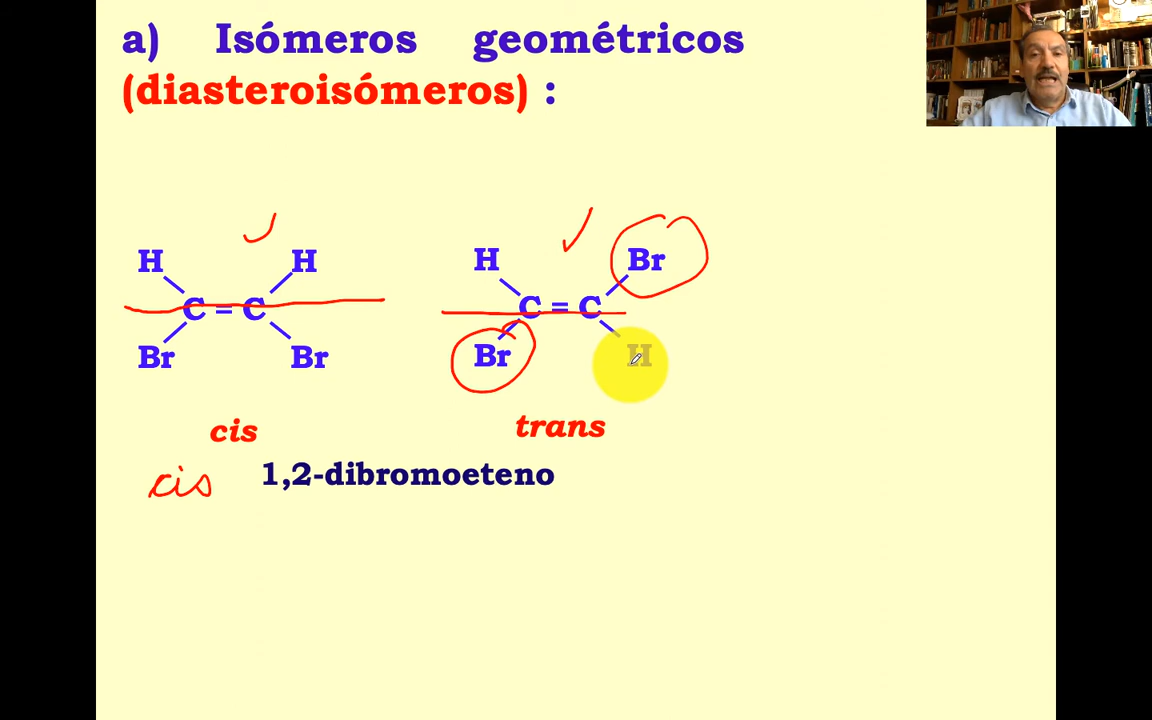 a) Isómeros geométricos
(diasteroisómeros) :
H H H Br
C = C C = C
Br Br Br H
cis trans
cis 1,2-dibromoeteno